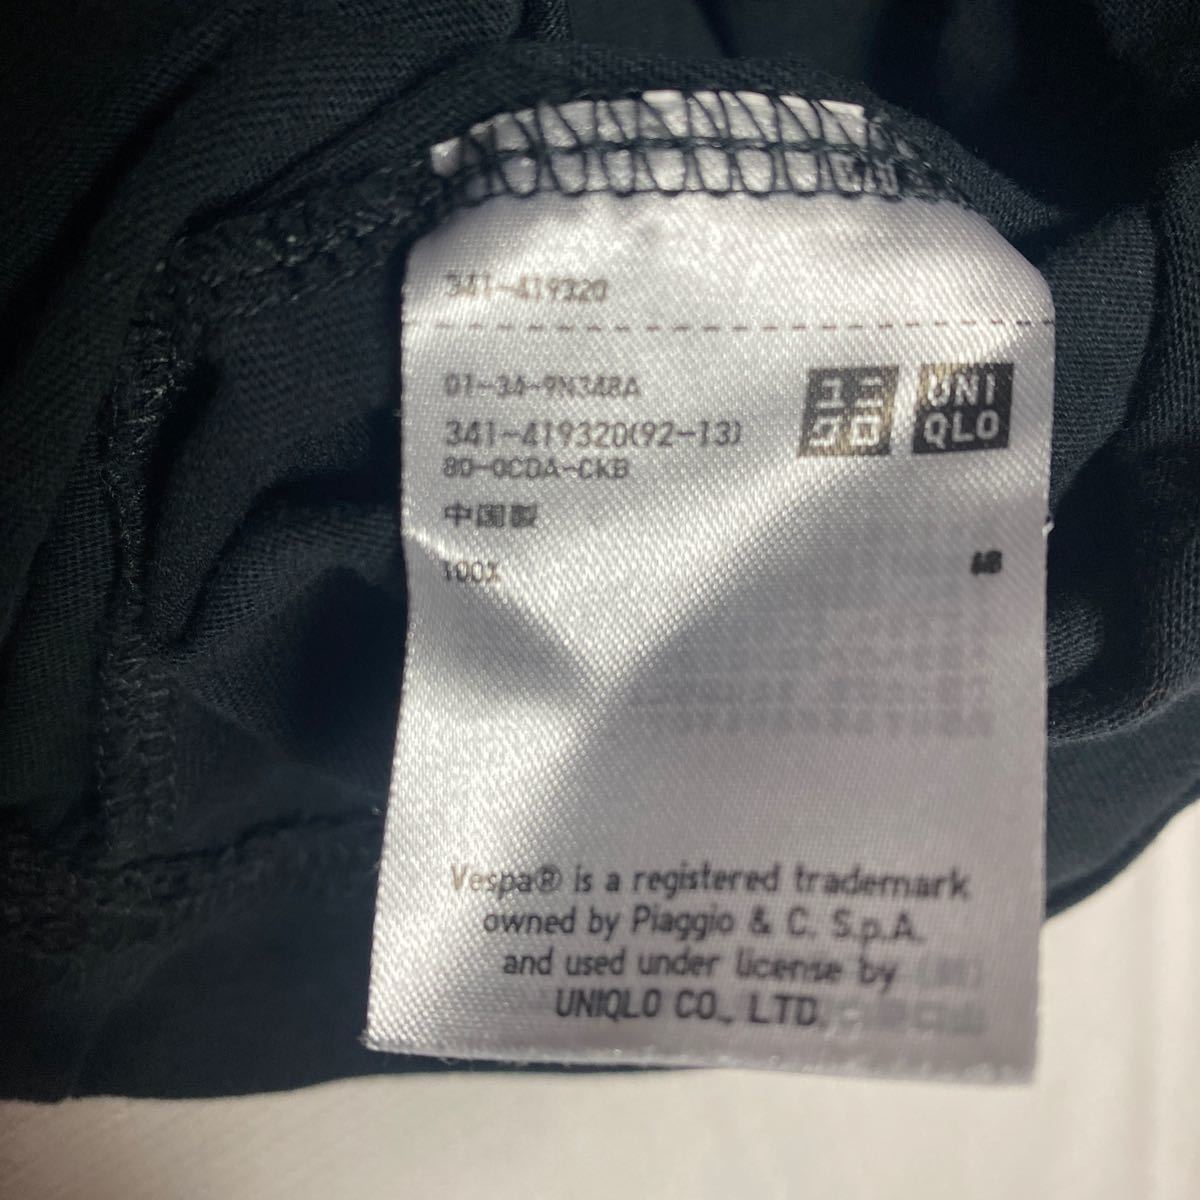 341-419320
01-34-9N348A
341-419320(92-13)
80-0CDA-CKB
中国製
100%
ユニ
クロ
UNI
QLO
Vespa® is a registered trademark
owned by Piaggio & C. S.p.A.
and used under license by
UNIQLO CO., LTD.